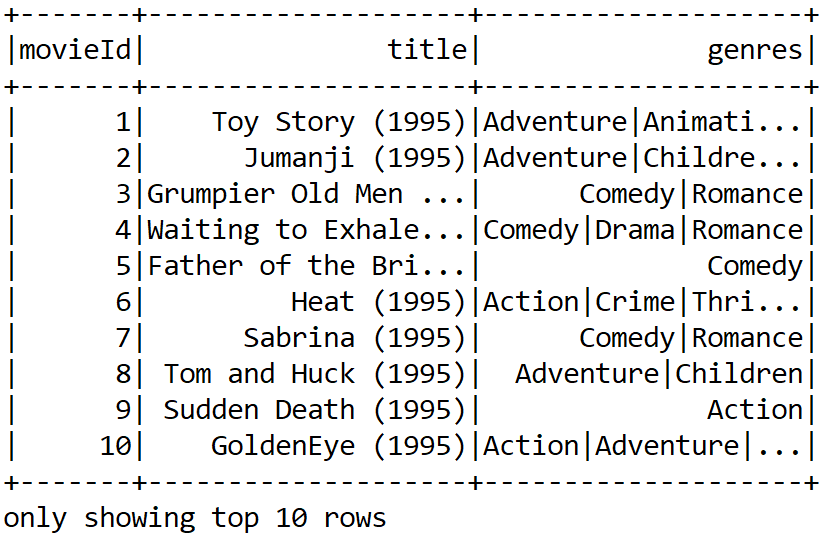 +-------+--------------------+--------------------+
|movieId|               title|              genres|
+-------+--------------------+--------------------+
|      1|    Toy Story (1995)|Adventure|Animati...|
|      2|      Jumanji (1995)|Adventure|Childre...|
|      3|Grumpier Old Men ...|      Comedy|Romance|
|      4|Waiting to Exhale...|Comedy|Drama|Romance|
|      5|Father of the Bri...|              Comedy|
|      6|         Heat (1995)|Action|Crime|Thri...|
|      7|      Sabrina (1995)|      Comedy|Romance|
|      8| Tom and Huck (1995)|  Adventure|Children|
|      9| Sudden Death (1995)|              Action|
|     10|    GoldenEye (1995)|Action|Adventure|...|
+-------+--------------------+--------------------+
only showing top 10 rows